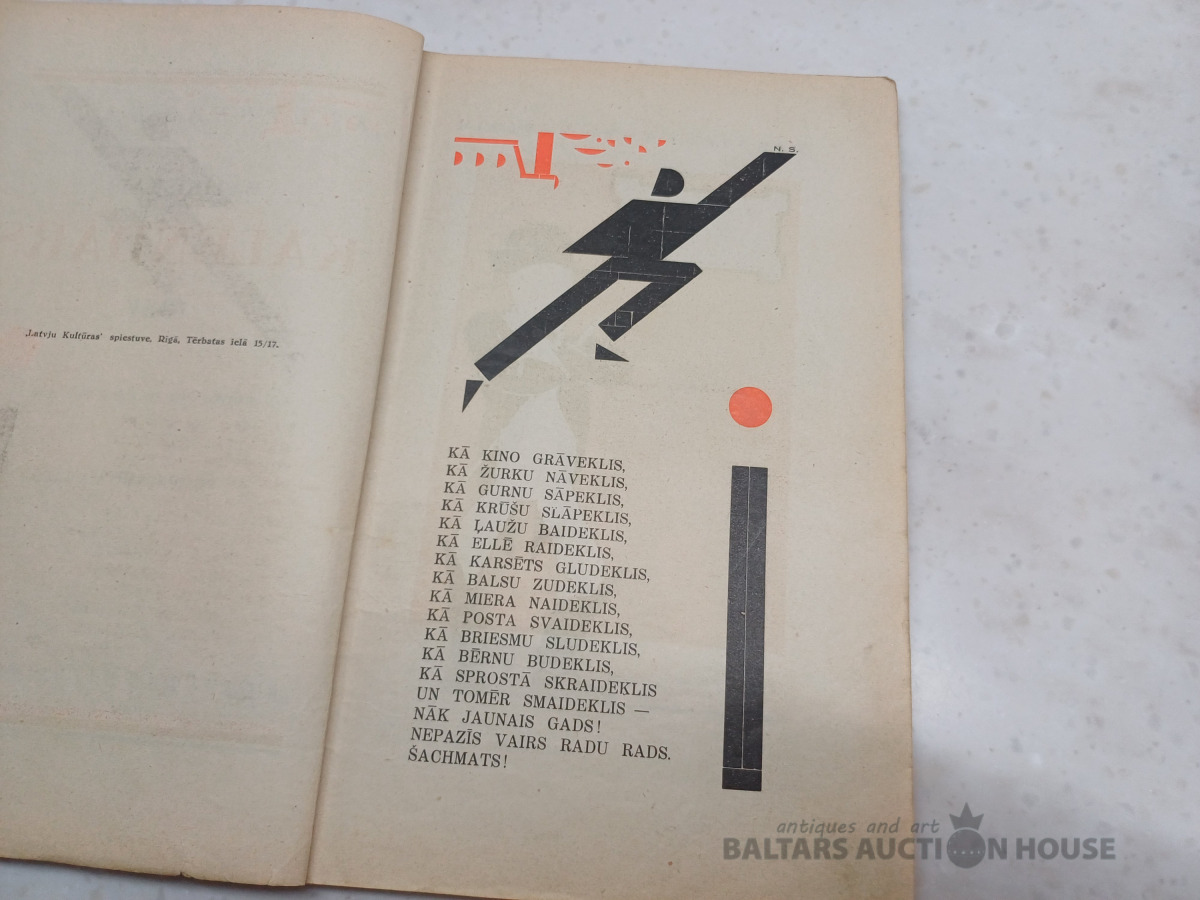 „Latvju Kultūras' spiestuve, Rīgā, Tērbatas ielā 15/17.
N. S.
KĀ KINO GRĀVEKLIS,
KĀ ŽURKU NĀVEKLIS,
KĀ GURNU SĀPEKLIS,
KĀ KRŪŠU SLĀPEKLIS,
KĀ ĻAUŽU BAIDEKLIS,
KĀ ELLĒ RAIDEKLIS,
KĀ KARSĒTS GLUDEKLIS,
KĀ BALSU ZUDEKLIS,
KĀ MIERA NAIDEKLIS,
KĀ POSTA SVAIDEKLIS,
KĀ BRIESMU SLUDEKLIS,
KĀ BĒRNU BUDEKLIS,
KĀ SPROSTĀ SKRAIDEKLIS
UN TOMĒR SMAIDEKLIS —
NĀK JAUNAIS GADS!
NEPAZĪS VAIRS RADU RADS.
ŠACHMATS!
antiques and art
BALTARS AUCTION HOUSE